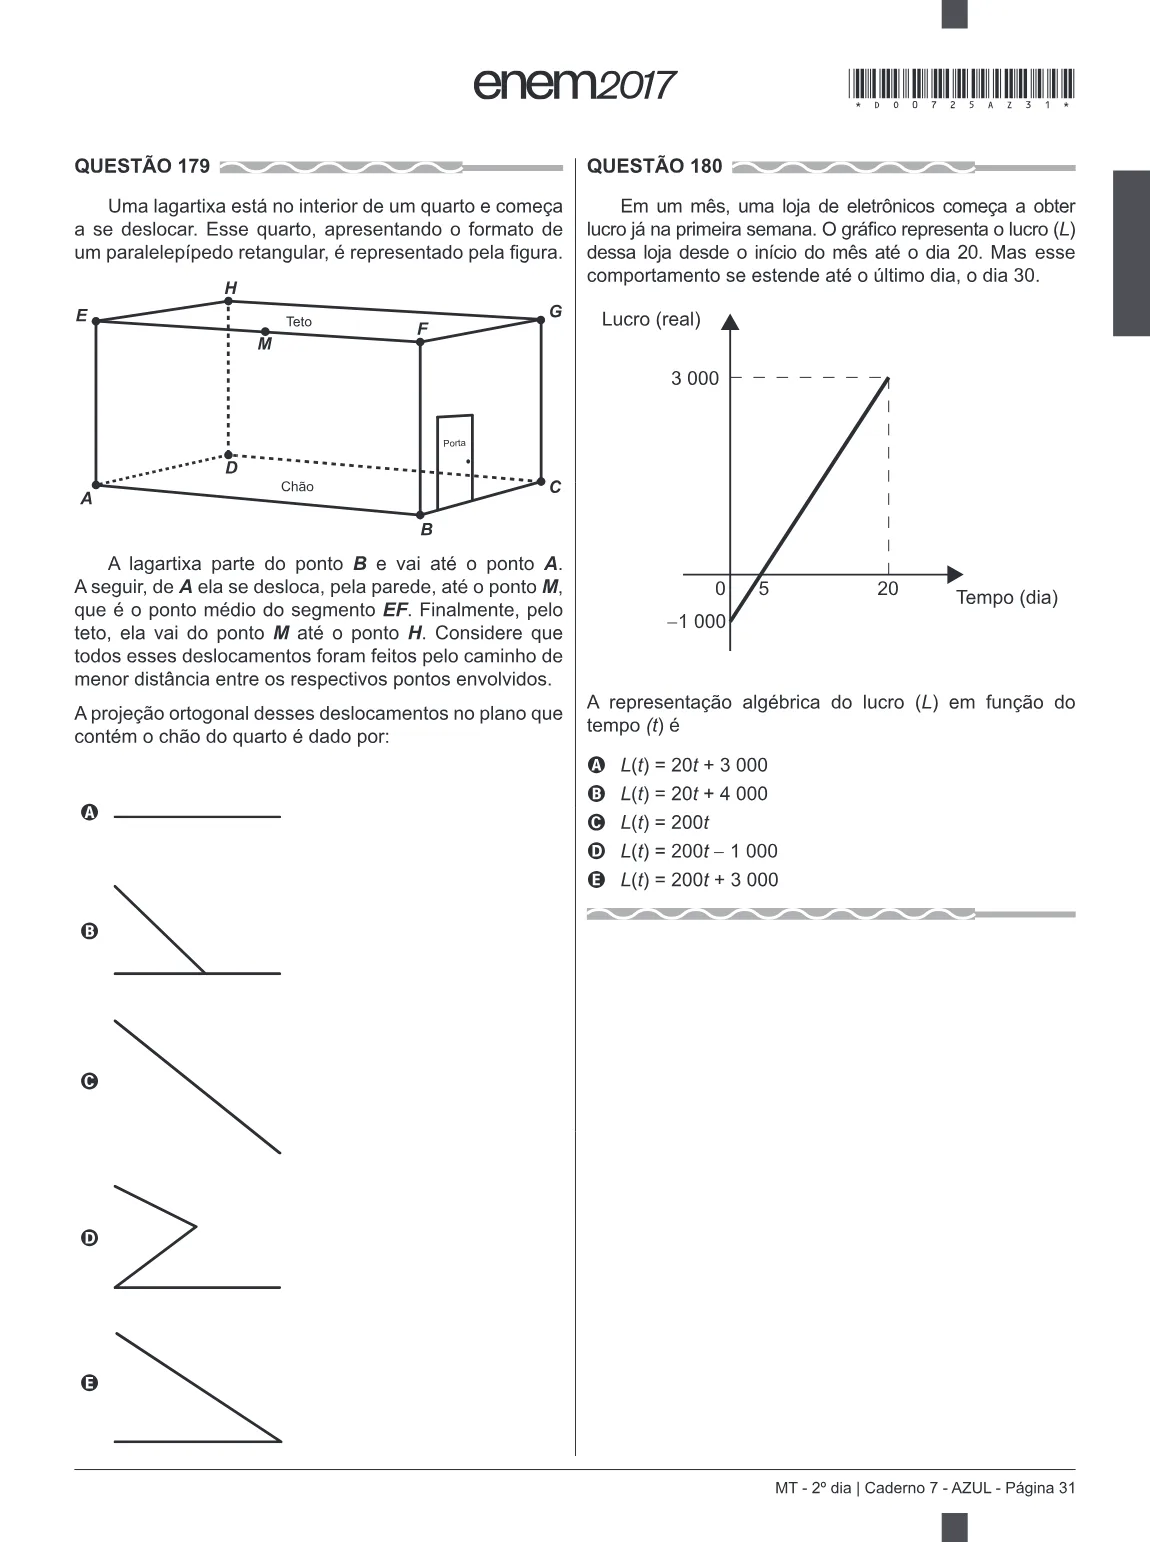 enem2017
*D00725AZ31*
QUESTÃO 179
Uma lagartixa está no interior de um quarto e começa
a se deslocar. Esse quarto, apresentando o formato de
um paralelepípedo retangular, é representado pela figura.
H
E
Teto
G
F
M
Porta
D
Chão
C
A
B
A lagartixa parte do ponto B e vai até o ponto A.
A seguir, de A ela se desloca, pela parede, até o ponto M,
que é o ponto médio do segmento EF. Finalmente, pelo
teto, ela vai do ponto M até o ponto H. Considere que
todos esses deslocamentos foram feitos pelo caminho de
menor distância entre os respectivos pontos envolvidos.
A projeção ortogonal desses deslocamentos no plano que
contém o chão do quarto é dado por:
A
B
C
D
E
QUESTÃO 180
Em um mês, uma loja de eletrônicos começa a obter
lucro já na primeira semana. O gráfico representa o lucro (L)
dessa loja desde o início do mês até o dia 20. Mas esse
comportamento se estende até o último dia, o dia 30.
Lucro (real)
3 000
0 5 20
Tempo (dia)
–1 000
A representação algébrica do lucro (L) em função do
tempo (t) é
A L(t) = 20t + 3 000
B L(t) = 20t + 4 000
C L(t) = 200t
D L(t) = 200t – 1 000
E L(t) = 200t + 3 000
MT - 2º dia | Caderno 7 - AZUL - Página 31